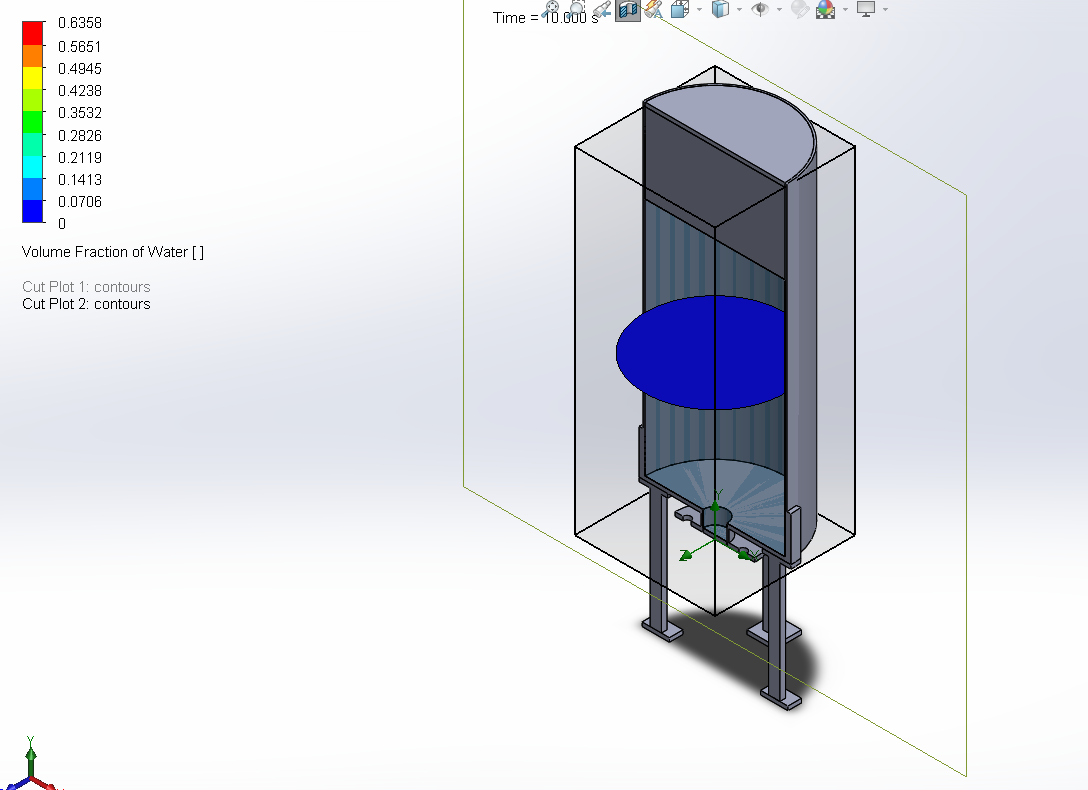 Time = 10.000 s
0.6358
0.5651
0.4945
0.4238
0.3532
0.2826
0.2119
0.1413
0.0706
0
Volume Fraction of Water [ ]
Cut Plot 1: contours
Cut Plot 2: contours
Y
Z
Y